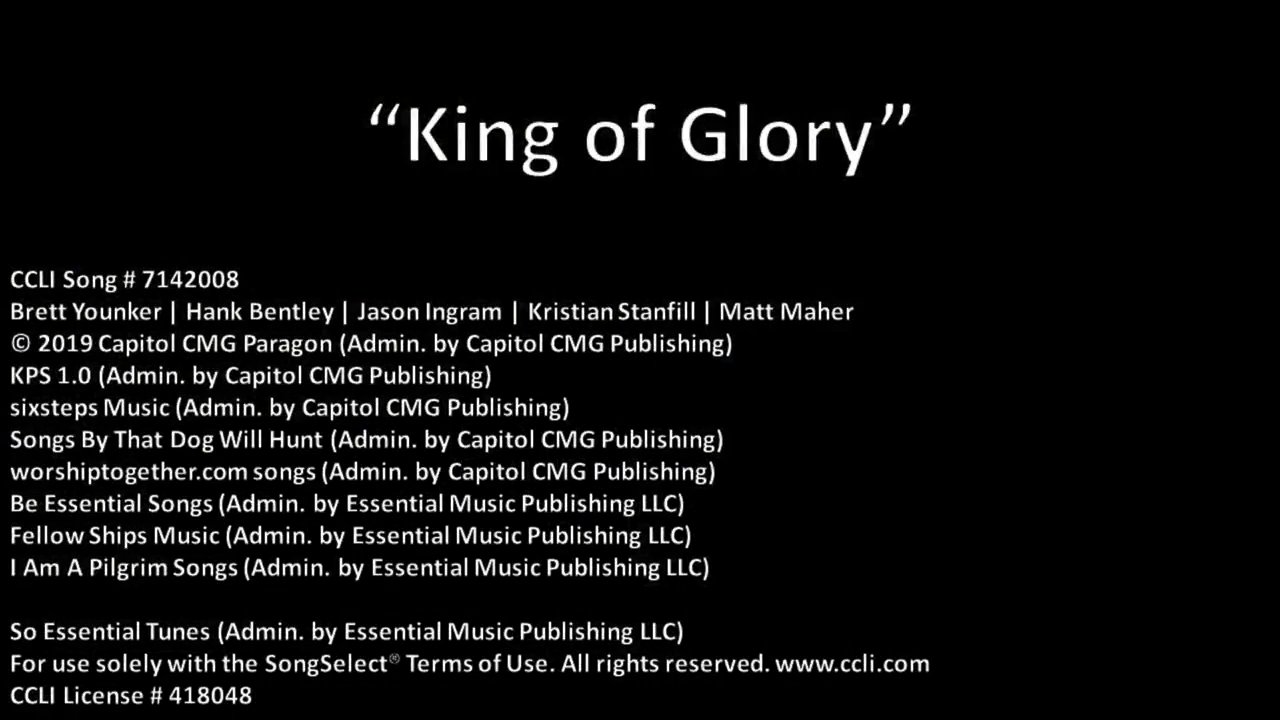 “King of Glory”
CCLI Song # 7142008
Brett Younker | Hank Bentley | Jason Ingram | Kristian Stanfill | Matt Maher
© 2019 Capitol CMG Paragon (Admin. by Capitol CMG Publishing)
KPS 1.0 (Admin. by Capitol CMG Publishing)
sixsteps Music (Admin. by Capitol CMG Publishing)
Songs By That Dog Will Hunt (Admin. by Capitol CMG Publishing)
worshiptogether.com songs (Admin. by Capitol CMG Publishing)
Be Essential Songs (Admin. by Essential Music Publishing LLC)
Fellow Ships Music (Admin. by Essential Music Publishing LLC)
I Am A Pilgrim Songs (Admin. by Essential Music Publishing LLC)
So Essential Tunes (Admin. by Essential Music Publishing LLC)
For use solely with the SongSelect® Terms of Use. All rights reserved. www.ccli.com
CCLI License # 418048